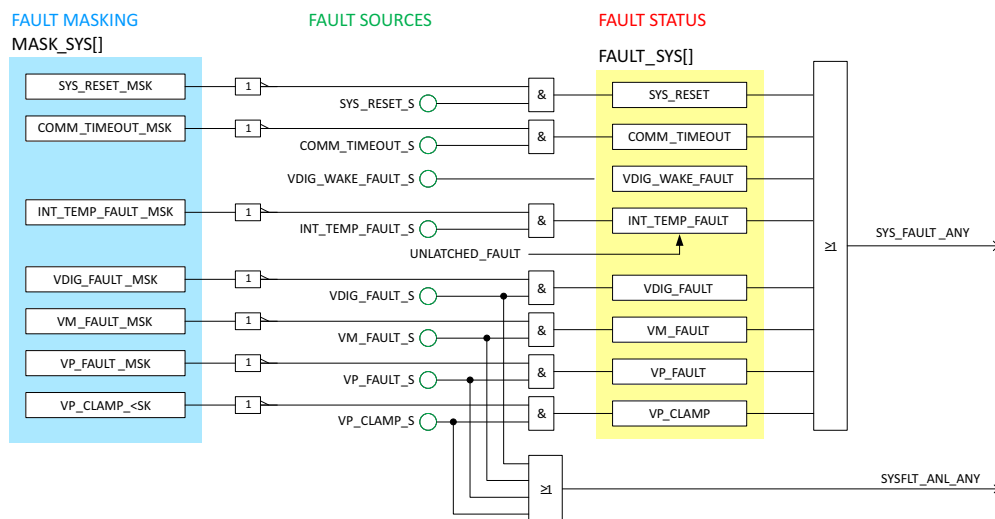 FAULT MASKING FAULT SOURCES FAULT STATUS
MASK_SYS[] FAULT_SYS[]
SYS_RESET_MSK 1 & SYS_RESET
SYS_RESET_S
COMM_TIMEOUT_MSK 1 & COMM_TIMEOUT
COMM_TIMEOUT_S
VDIG_WAKE_FAULT_S VDIG_WAKE_FAULT
INT_TEMP_FAULT _MSK 1 & INT_TEMP_FAULT
INT_TEMP_FAULT_S
≥1 SYS_FAULT_ANY
UNLATCHED_FAULT
VDIG_FAULT _MSK 1 & VDIG_FAULT
VDIG_FAULT_S
VM_FAULT_MSK 1 & VM_FAULT
VM_FAULT_S
VP_FAULT _MSK 1 & VP_FAULT
VP_FAULT_S
VP_CLAMP_<SK 1 & VP_CLAMP
VP_CLAMP_S
≥1 SYSFLT_ANL_ANY